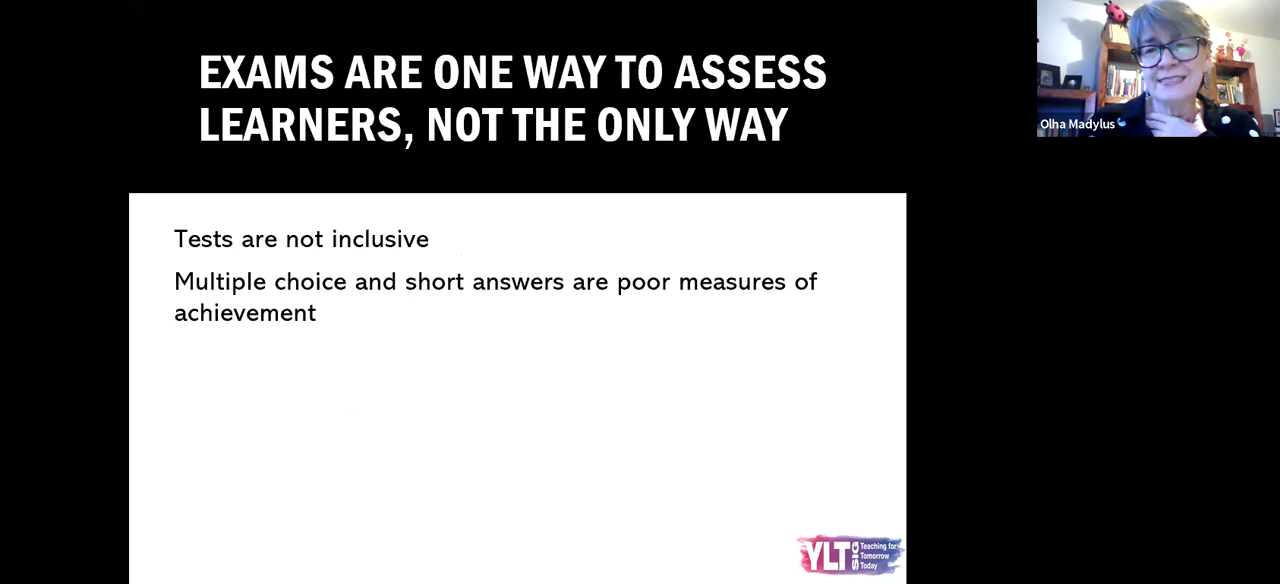 EXAMS ARE ONE WAY TO ASSESS
LEARNERS, NOT THE ONLY WAY
Olha Madylus
Tests are not inclusive
Multiple choice and short answers are poor measures of
achievement
YLT SIG
Teaching for
Tomorrow
Today